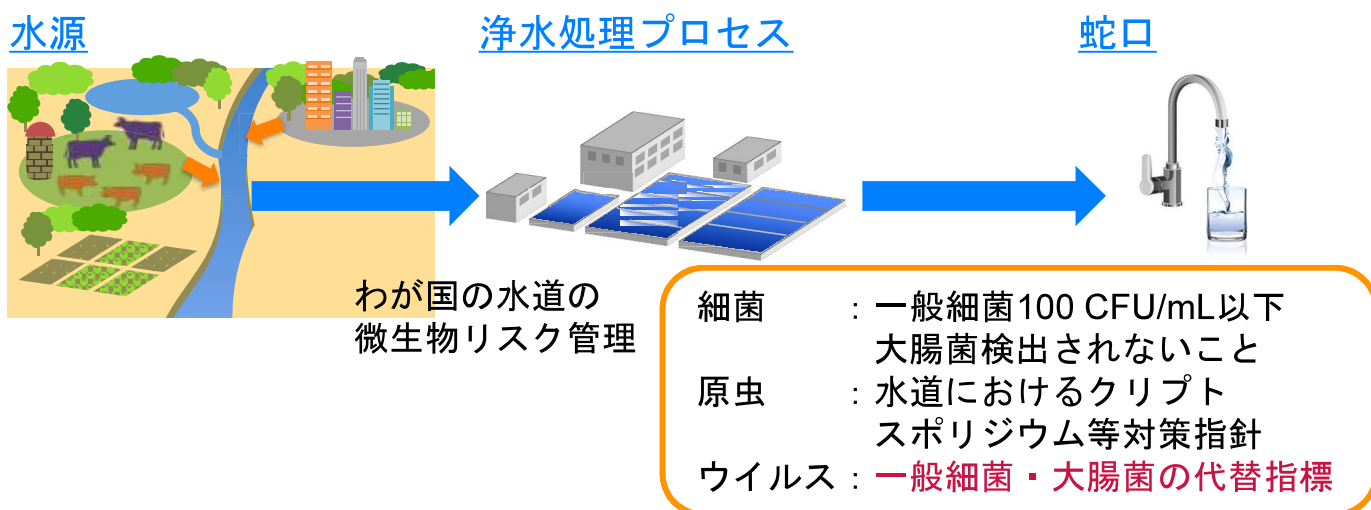 水源
浄水処理プロセス
蛇口
わが国の水道の
微生物リスク管理
細菌 : 一般細菌100 CFU/mL以下
大腸菌検出されないこと
原虫 : 水道におけるクリプト
スポリジウム等対策指針
ウイルス : 一般細菌・大腸菌の代替指標